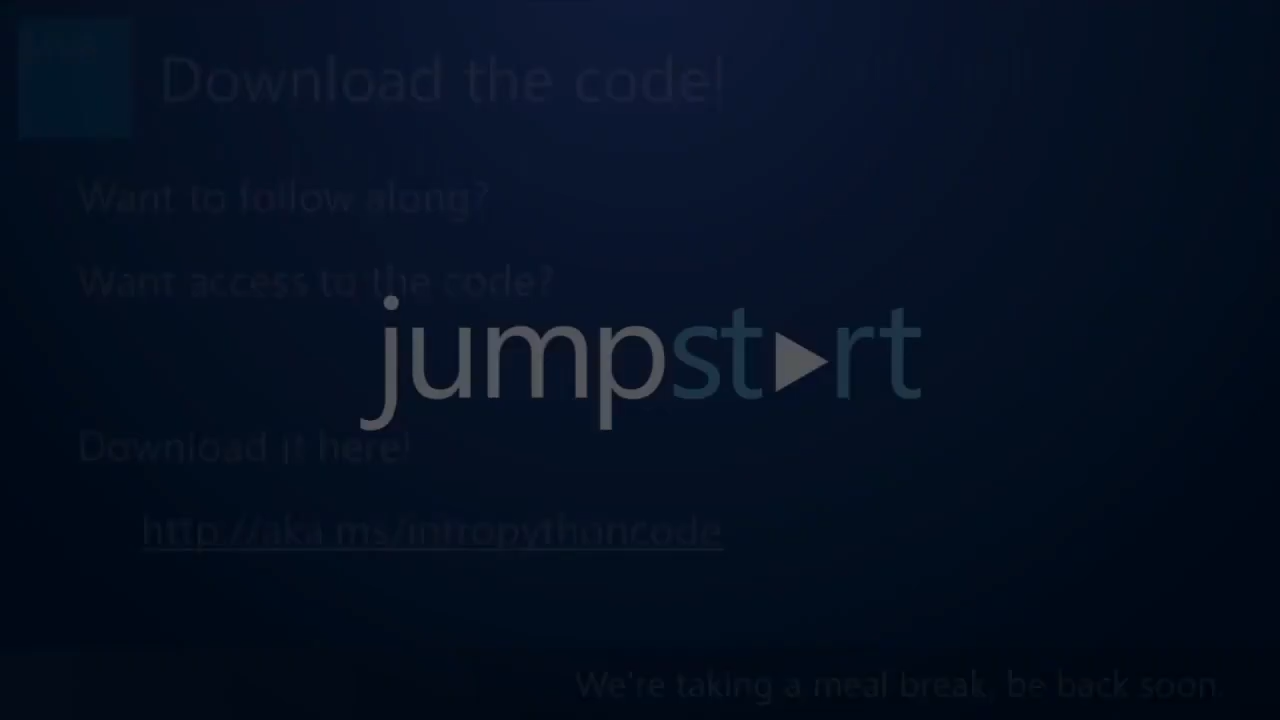 Download the code!
Want to follow along?
Want access to the code?
jumpstart
Download it here!
http://aka.ms/intropythoncode
We're taking a meal break, be back soon.